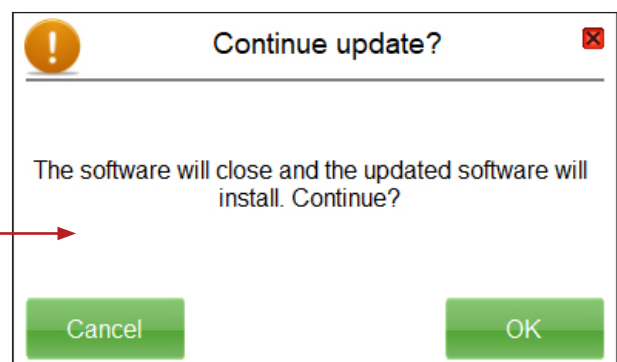 Continue update?
The software will close and the updated software will
install. Continue?
Cancel
OK